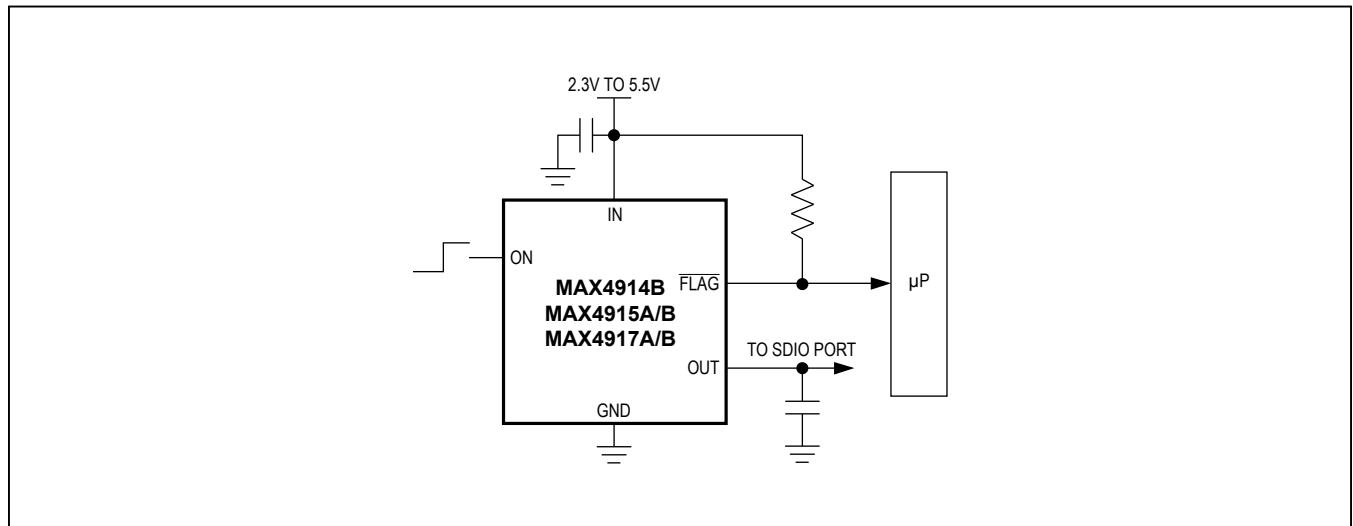 2.3V TO 5.5V
IN
ON
MAX4914B
MAX4915A/B
MAX4917A/B
FLAG
µP
OUT
TO SDIO PORT
GND